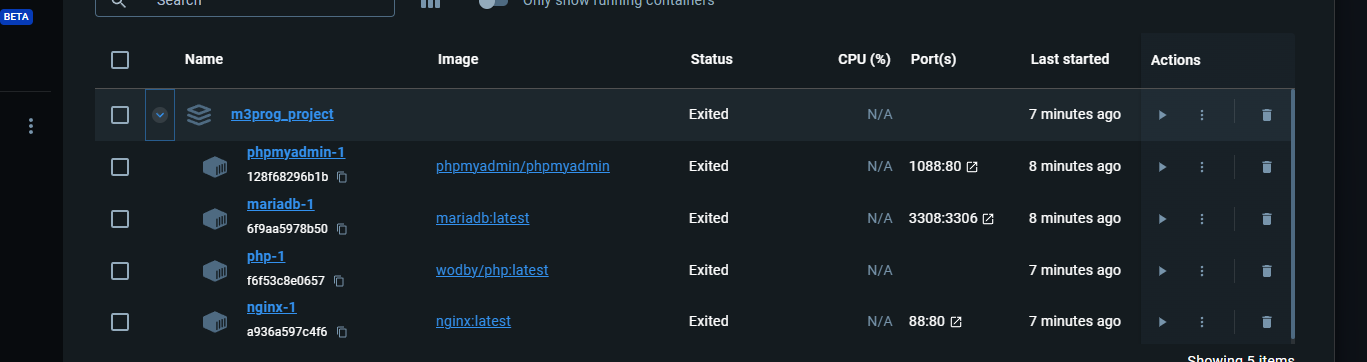 BETA
Search
Only show running containers
Name Image Status CPU (%) Port(s) Last started Actions
m3prog_project Exited N/A 7 minutes ago
phpmyadmin-1
128f68296b1b
phpmyadmin/phpmyadmin Exited N/A 1088:80 8 minutes ago
mariadb-1
6f9aa5978b50
mariadb:latest Exited N/A 3308:3306 8 minutes ago
php-1
f6f53c8e0657
wodby/php:latest Exited N/A 7 minutes ago
nginx-1
a936a597c4f6
nginx:latest Exited N/A 88:80 7 minutes ago
Showing 5 items